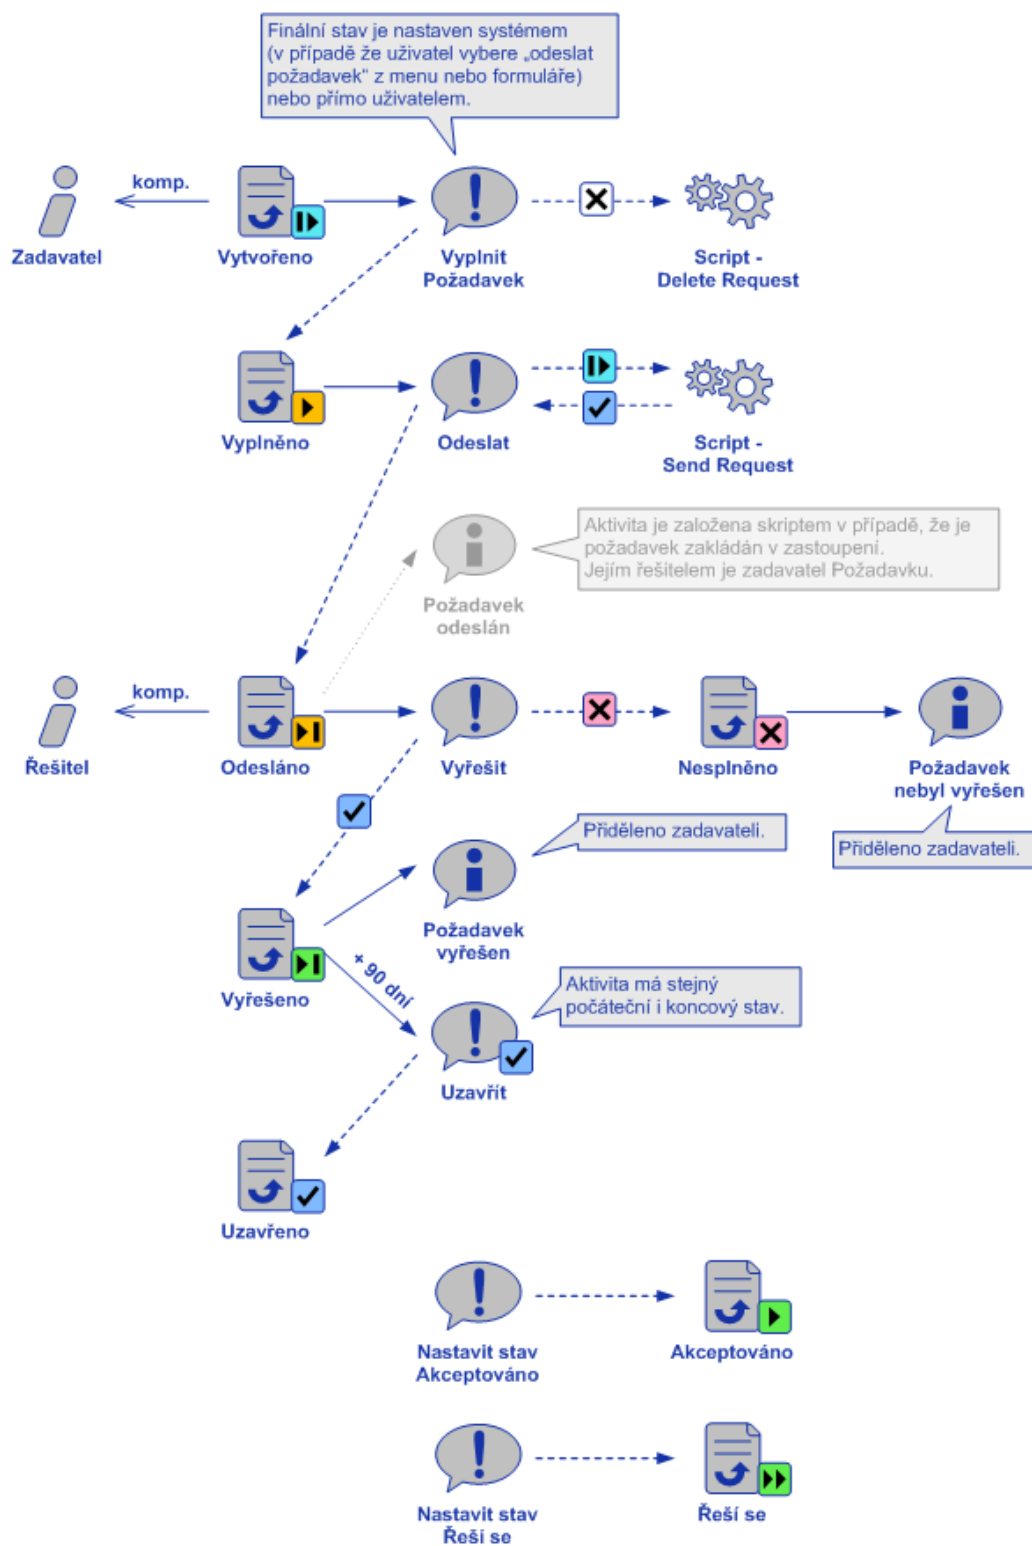 Finální stav je nastaven systémem
(v případě že uživatel vybere „odeslat
požadavek“ z menu nebo formuláře)
nebo přímo uživatelem.
komp.
Zadavatel
Vytvořeno
Vyplnit
Požadavek
Script -
Delete Request
Vyplněno
Odeslat
Script -
Send Request
Aktivita je založena skriptem v případě, že je
požadavek zakládán v zastoupení.
Jejím řešitelem je zadavatel Požadavku.
Požadavek
odeslán
komp.
Řešitel
Odesláno
Vyřešit
Nesplněno
Požadavek
nebyl vyřešen
Přiděleno zadavateli.
Přiděleno zadavateli.
Požadavek
vyřešen
Vyřešeno
+ 90 dní
Aktivita má stejný
počáteční i koncový stav.
Uzavřít
Uzavřeno
Nastavit stav
Akceptováno
Akceptováno
Nastavit stav
Řeší se
Řeší se